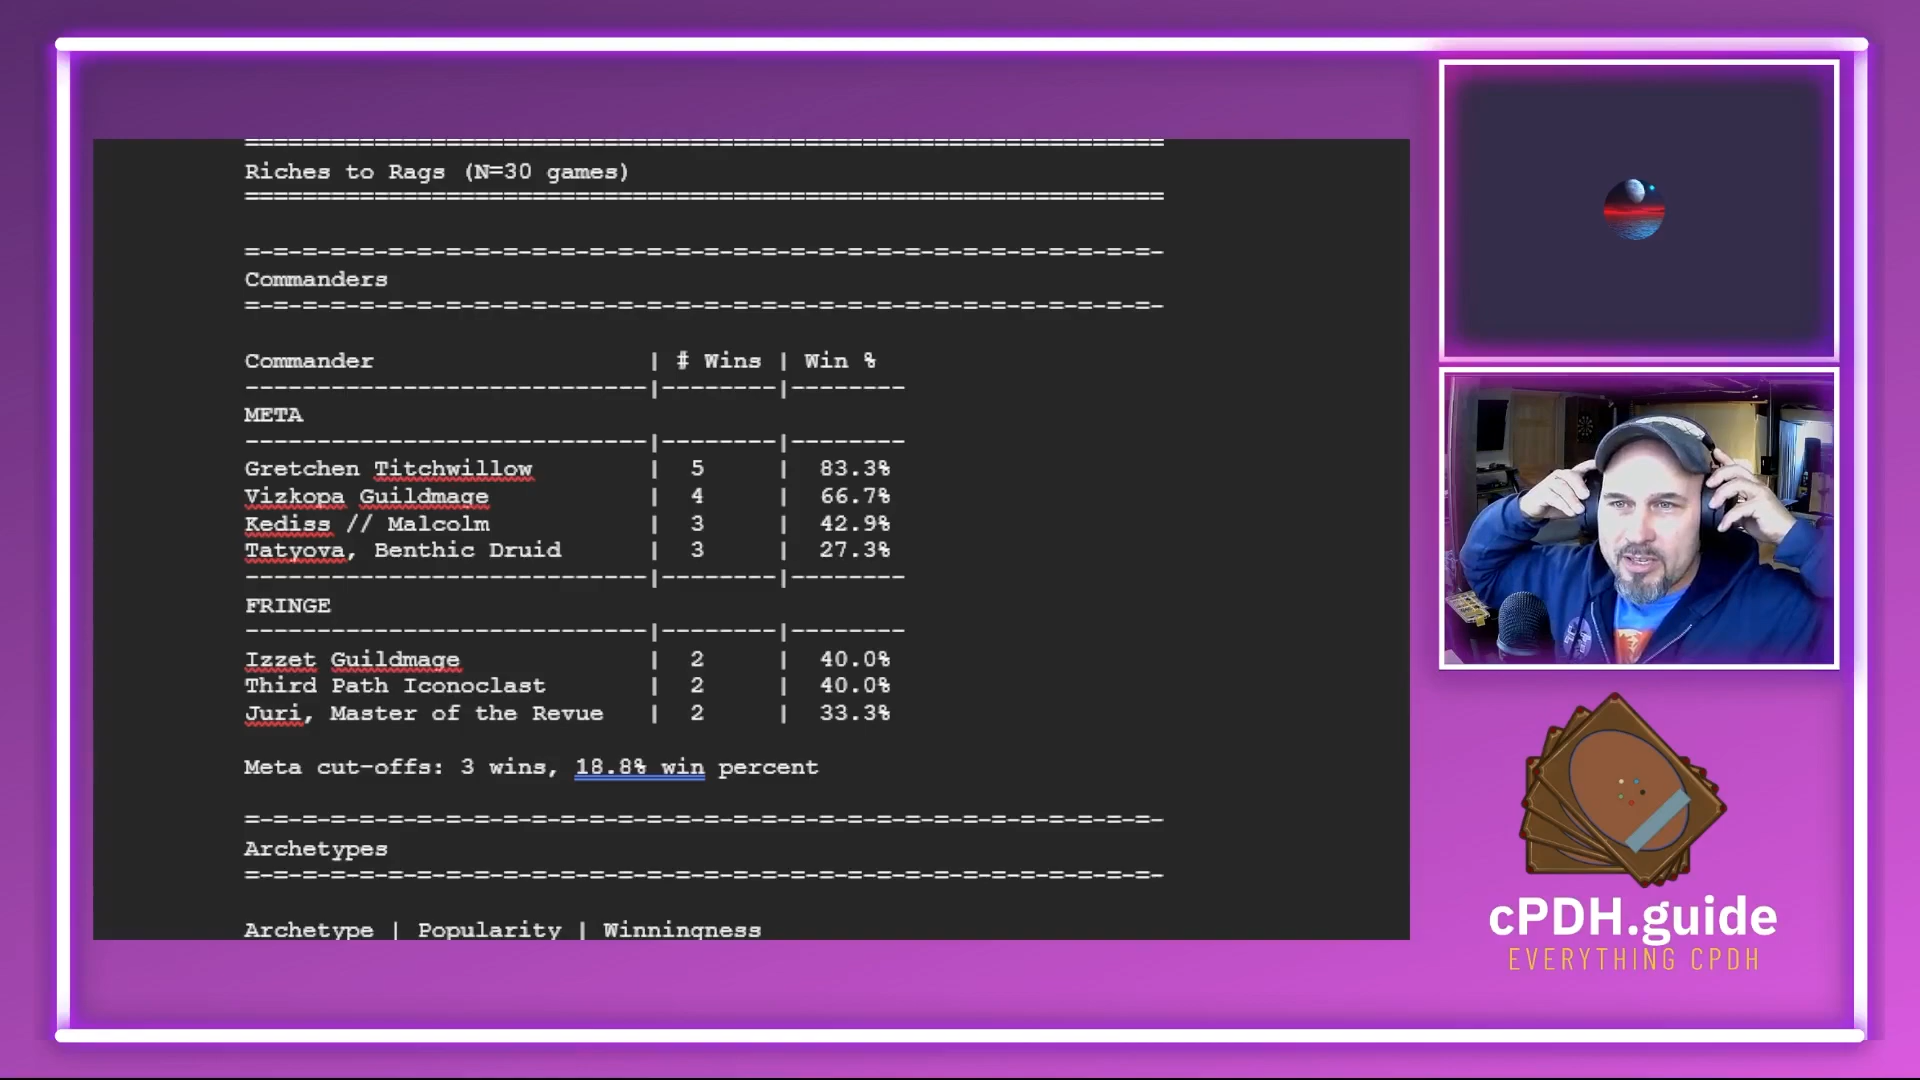 Riches to Rags (N=30 games)
Commanders
Commander | # Wins | Win %
META
Gretchen Titchwillow | 5 | 83.3%
Vizkopa Guildmage | 4 | 66.7%
Kediss // Malcolm | 3 | 42.9%
Tatyova, Benthic Druid | 3 | 27.3%
FRINGE
Izzet Guildmage | 2 | 40.0%
Third Path Iconoclast | 2 | 40.0%
Juri, Master of the Revue | 2 | 33.3%
Meta cut-offs: 3 wins, 18.8% win percent
Archetypes
Archetype | Popularity | Winningness
cPDH.guide
EVERYTHING CPDH